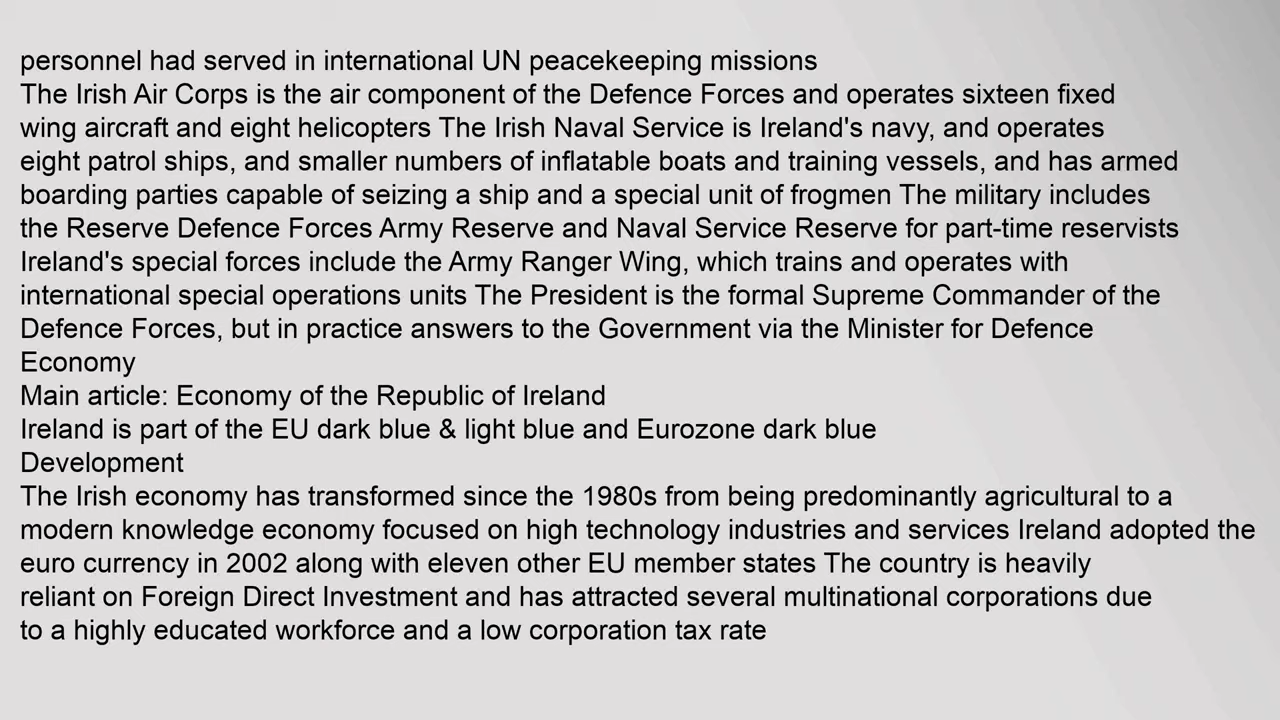 personnel had served in international UN peacekeeping missions
The Irish Air Corps is the air component of the Defence Forces and operates sixteen fixed
wing aircraft and eight helicopters The Irish Naval Service is Ireland's navy, and operates
eight patrol ships, and smaller numbers of inflatable boats and training vessels, and has armed
boarding parties capable of seizing a ship and a special unit of frogmen The military includes
the Reserve Defence Forces Army Reserve and Naval Service Reserve for part-time reservists
Ireland's special forces include the Army Ranger Wing, which trains and operates with
international special operations units The President is the formal Supreme Commander of the
Defence Forces, but in practice answers to the Government via the Minister for Defence
Economy
Main article: Economy of the Republic of Ireland
Ireland is part of the EU dark blue & light blue and Eurozone dark blue
Development
The Irish economy has transformed since the 1980s from being predominantly agricultural to a
modern knowledge economy focused on high technology industries and services Ireland adopted the
euro currency in 2002 along with eleven other EU member states The country is heavily
reliant on Foreign Direct Investment and has attracted several multinational corporations due
to a highly educated workforce and a low corporation tax rate